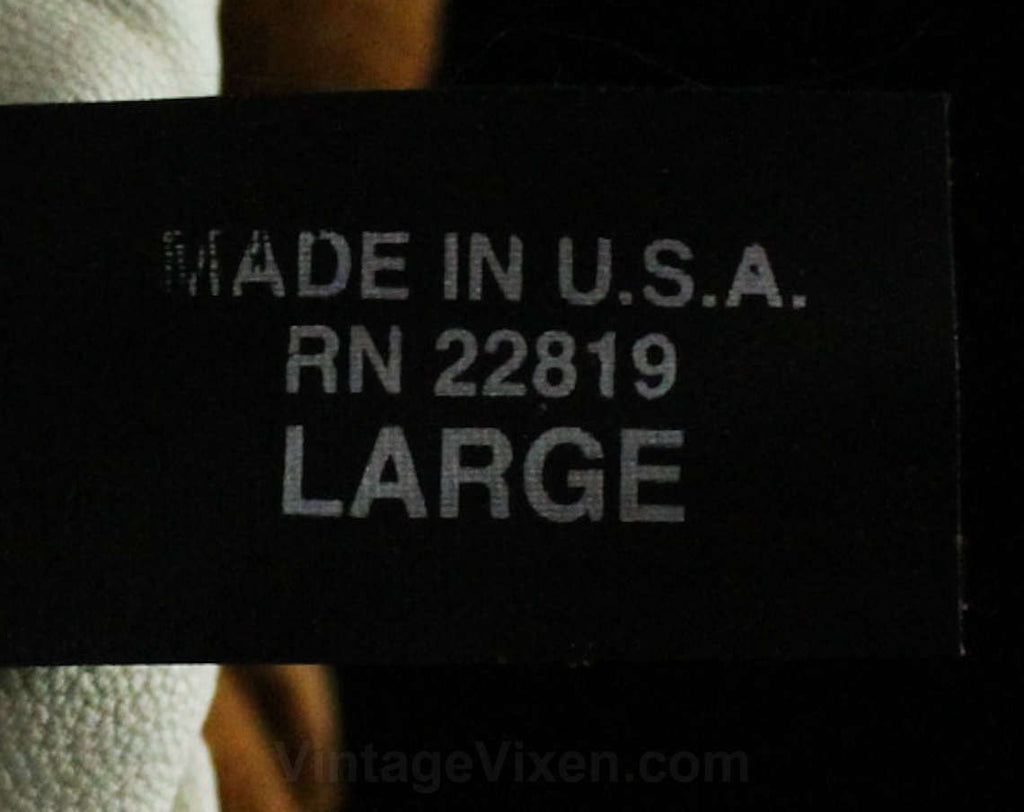 MADE IN U.S.A.
RN 22819
LARGE
VintageVixen.com